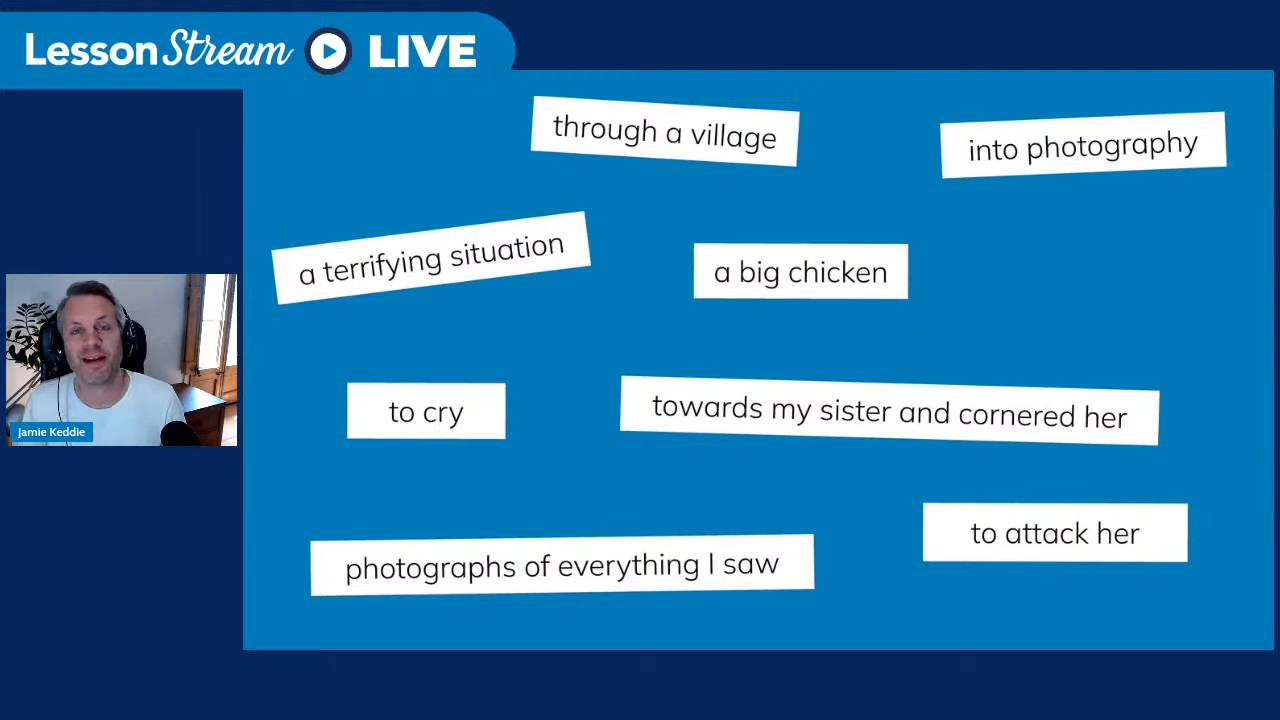 LessonStream LIVE
through a village
into photography
a terrifying situation
a big chicken
to cry
towards my sister and cornered her
Jamie Keddie
to attack her
photographs of everything I saw